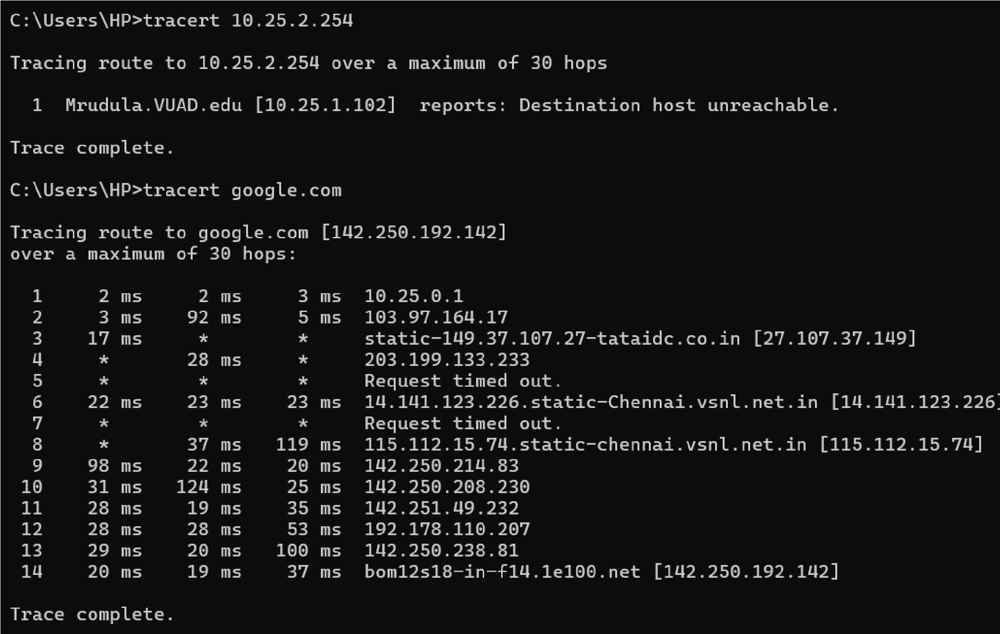 C:\Users\HP>tracert 10.25.2.254
Tracing route to 10.25.2.254 over a maximum of 30 hops
  1  Mrudula.VUAD.edu [10.25.1.102]  reports: Destination host unreachable.
Trace complete.
C:\Users\HP>tracert google.com
Tracing route to google.com [142.250.192.142]
over a maximum of 30 hops:
  1     2 ms     2 ms     3 ms  10.25.0.1
  2     3 ms    92 ms     5 ms  103.97.164.17
  3    17 ms     *        *     static-149.37.107.27-tataidc.co.in [27.107.37.149]
  4     *       28 ms     *     203.199.133.233
  5     *        *        *     Request timed out.
  6    22 ms    23 ms    23 ms  14.141.123.226.static-Chennai.vsnl.net.in [14.141.123.226]
  7     *        *        *     Request timed out.
  8     *       37 ms   119 ms  115.112.15.74.static-chennai.vsnl.net.in [115.112.15.74]
  9    98 ms    22 ms    20 ms  142.250.214.83
 10    31 ms   124 ms    25 ms  142.250.208.230
 11    28 ms    19 ms    35 ms  142.251.49.232
 12    28 ms    28 ms    53 ms  192.178.110.207
 13    29 ms    20 ms   100 ms  142.250.238.81
 14    20 ms    19 ms    37 ms  bom12s18-in-f14.1e100.net [142.250.192.142]
Trace complete.